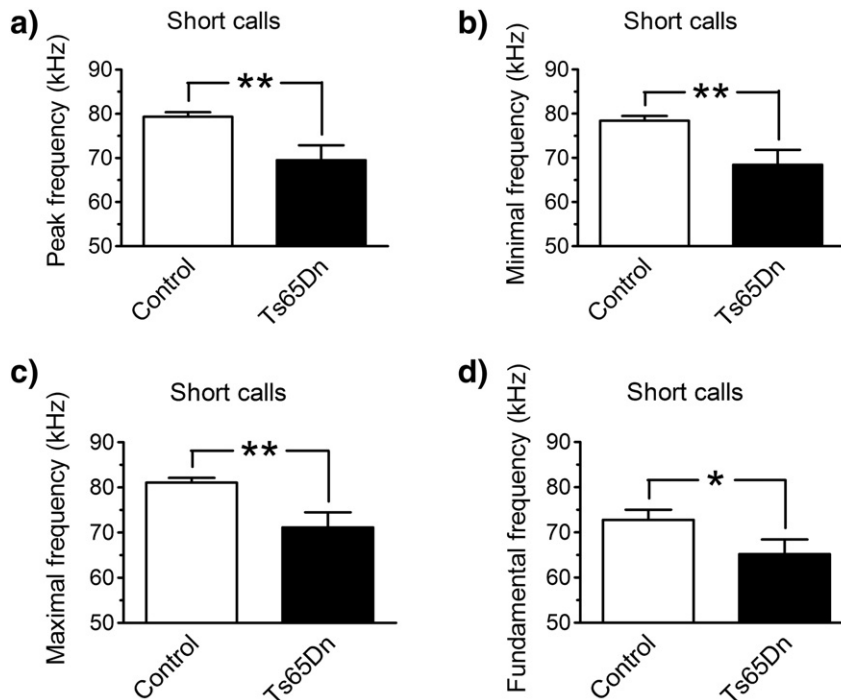 a)
Short calls
Peak frequency (kHz)
90
80
70
60
50
**
Control
Ts65Dn
b)
Short calls
Minimal frequency (kHz)
90
80
70
60
50
**
Control
Ts65Dn
c)
Short calls
Maximal frequency (kHz)
90
80
70
60
50
**
Control
Ts65Dn
d)
Short calls
Fundamental frequency (kHz)
90
80
70
60
50
*
Control
Ts65Dn